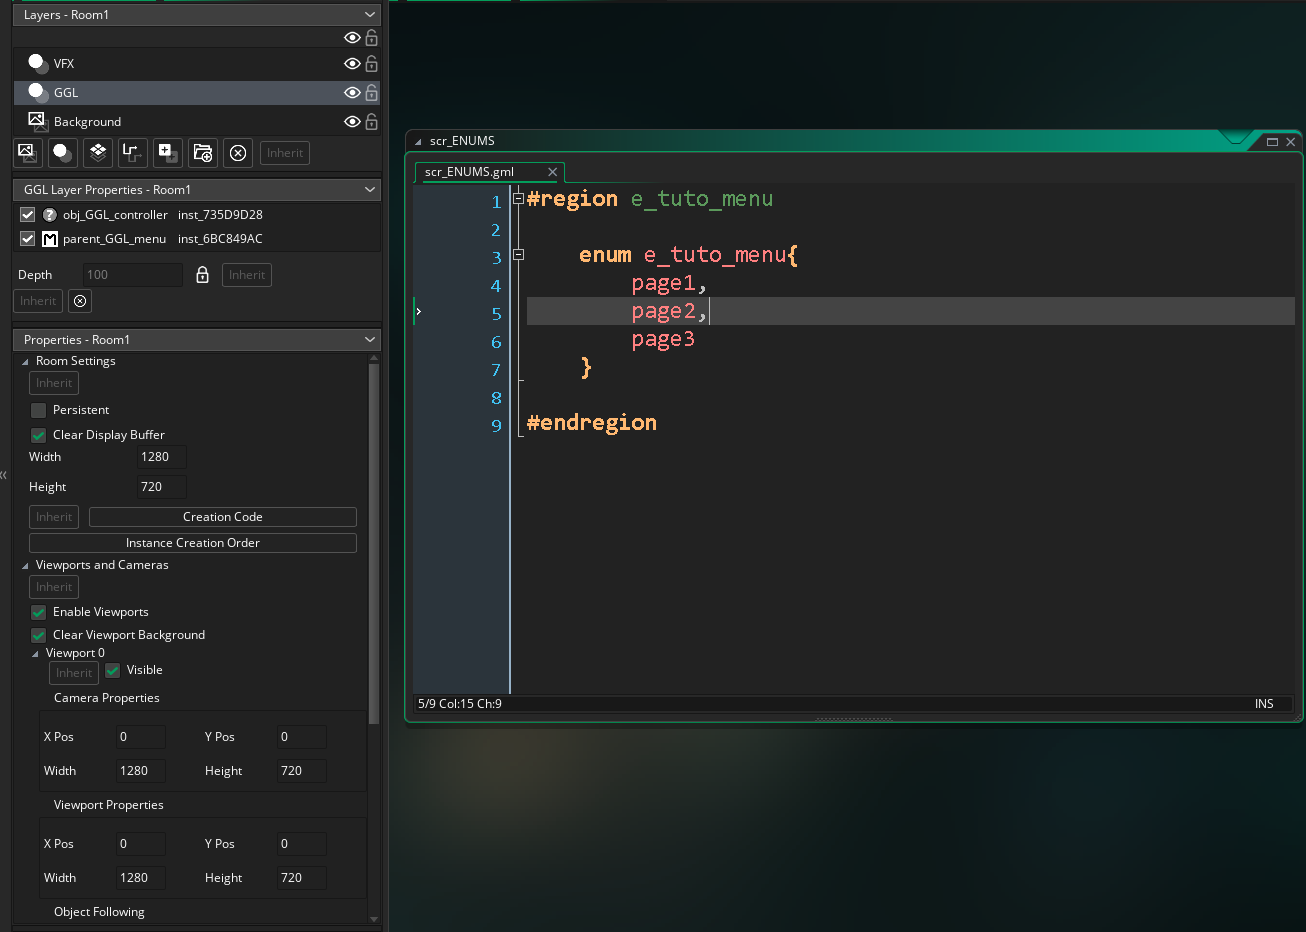 Layers - Room1
VFX
GGL
Background
Inherit
GGL Layer Properties - Room1
obj_GGL_controller inst_735D9D28
parent_GGL_menu inst_6BC849AC
Depth 100 Inherit
Inherit
Properties - Room1
Room Settings
Inherit
Persistent
Clear Display Buffer
Width 1280
Height 720
Inherit Creation Code
Instance Creation Order
Viewports and Cameras
Inherit
Enable Viewports
Clear Viewport Background
Viewport 0
Inherit Visible
Camera Properties
X Pos 0 Y Pos 0
Width 1280 Height 720
Viewport Properties
X Pos 0 Y Pos 0
Width 1280 Height 720
Object Following
scr_ENUMS
scr_ENUMS.gml
1 #region e_tuto_menu
2
3 enum e_tuto_menu{
4 page1,
5 page2,
6 page3
7 }
8
9 #endregion
5/9 Col:15 Ch:9 INS